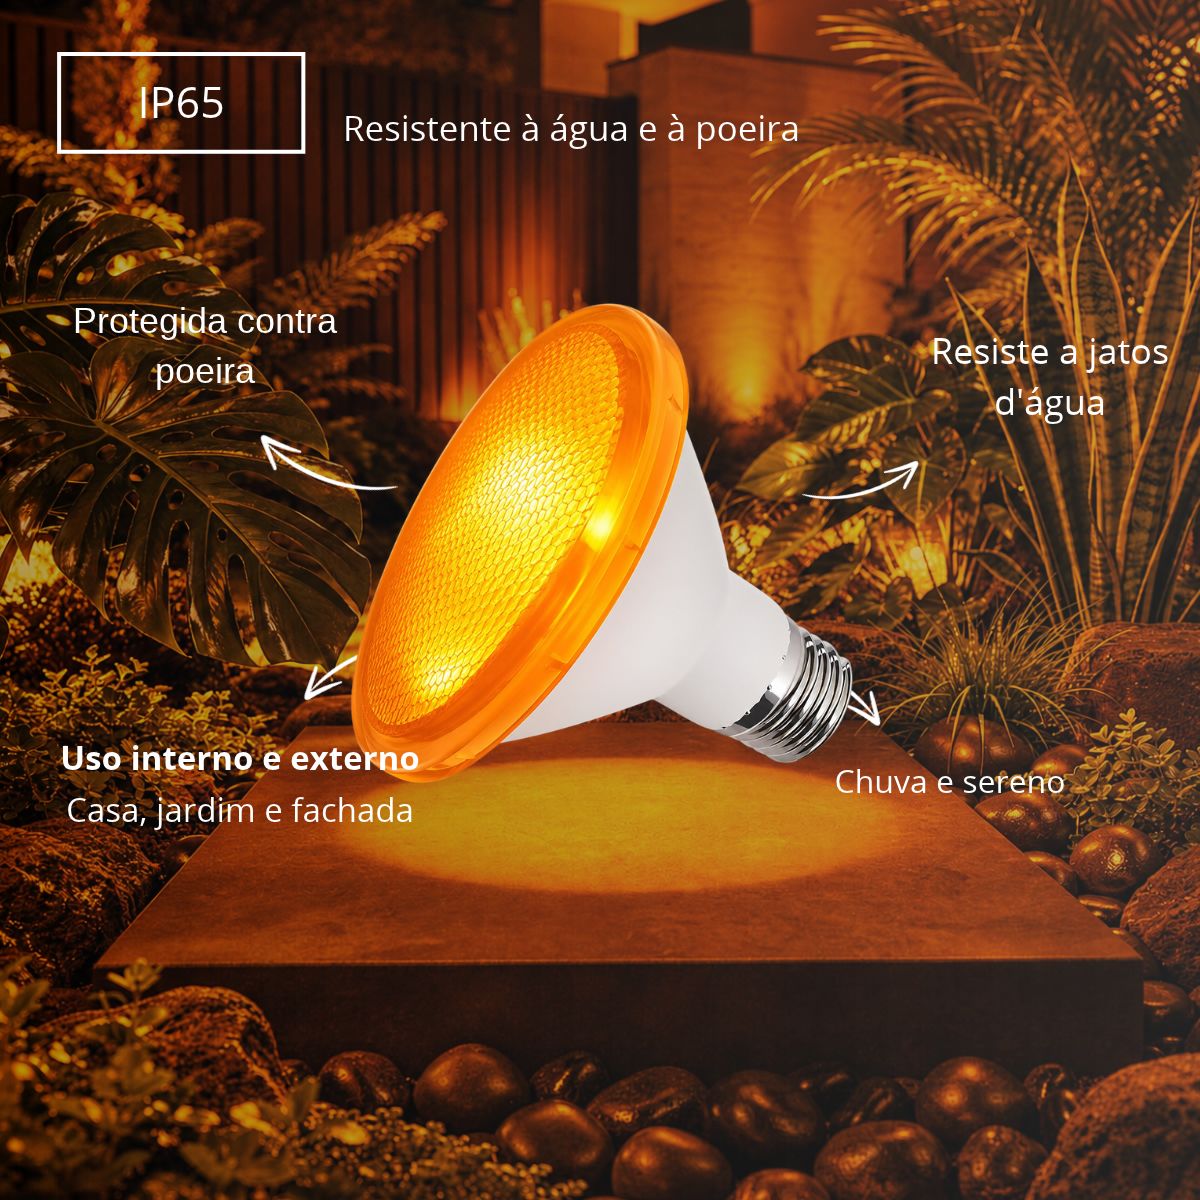 IP65
Resistente à água e à poeira
Protegida contra
poeira
Resiste a jatos
d'água
Uso interno e externo
Casa, jardim e fachada
Chuva e sereno